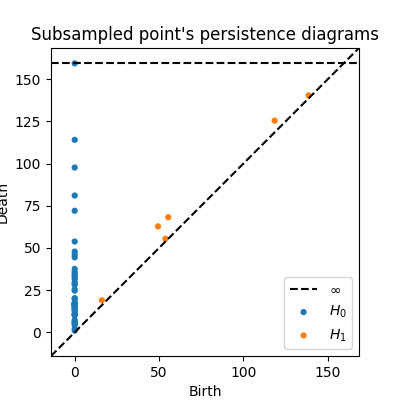 Subsampled point's persistence diagrams
150
125
100
75
50
25
0
Death
0 50 100 150
Birth
∞
H₀
H₁